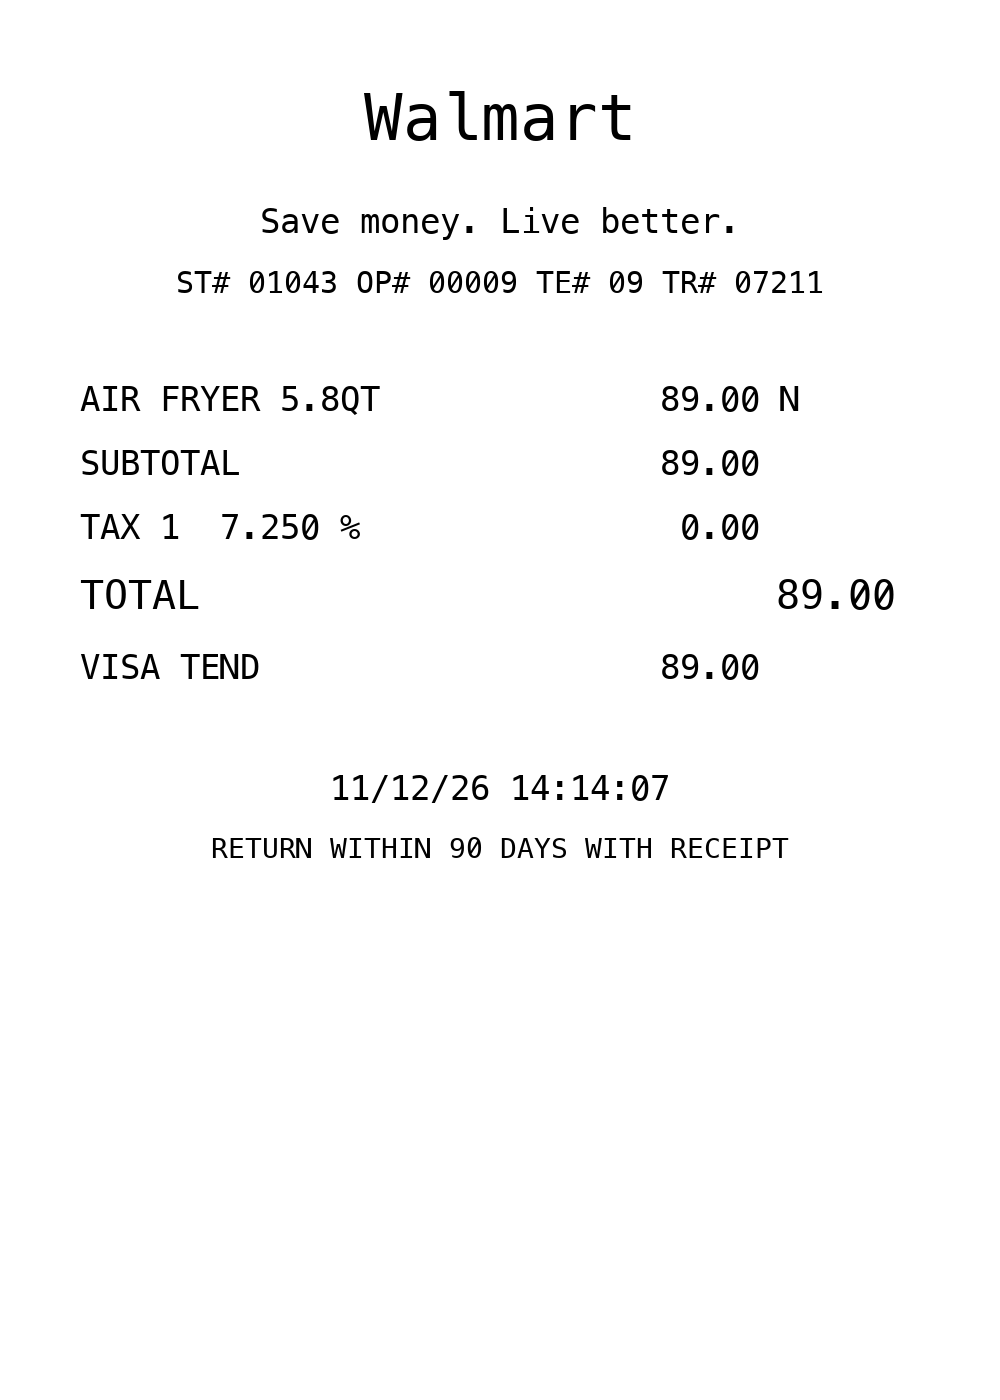 Walmart
Save money. Live better.
ST# 01043 OP# 00009 TE# 09 TR# 07211
AIR FRYER 5.8QT 89.00 N
SUBTOTAL 89.00
TAX 1 7.250 % 0.00
TOTAL 89.00
VISA TEND 89.00
11/12/26 14:14:07
RETURN WITHIN 90 DAYS WITH RECEIPT